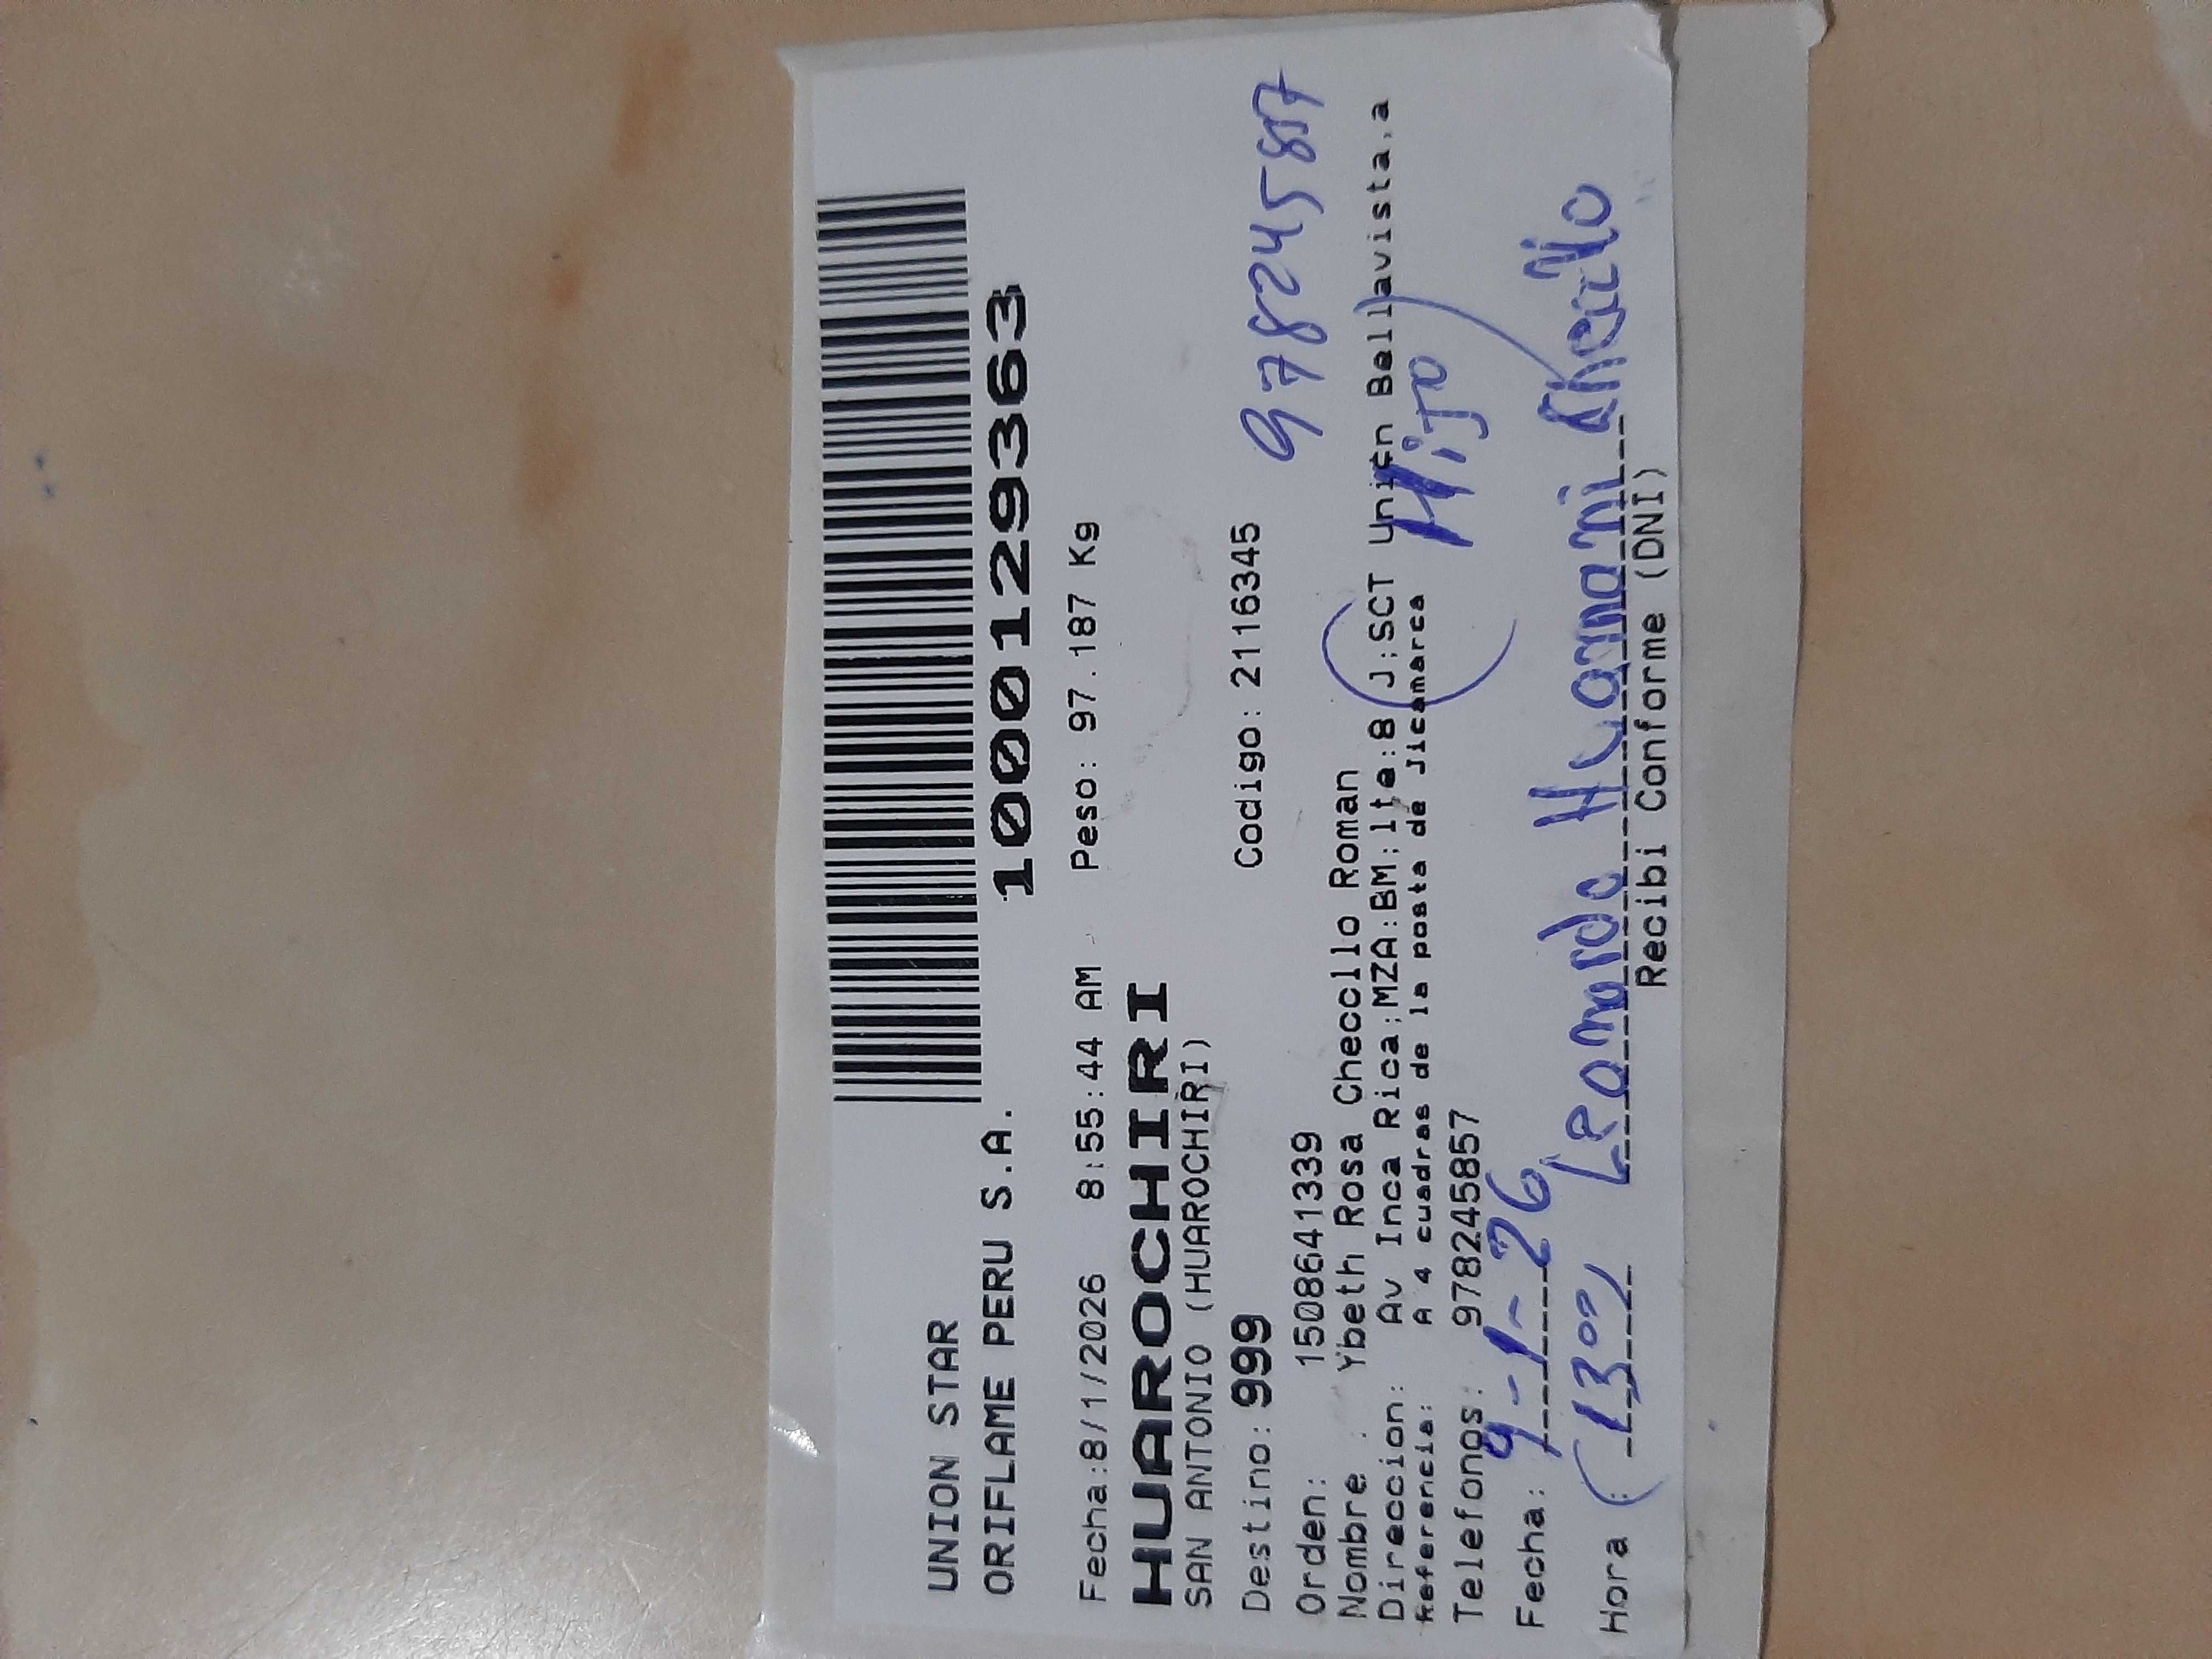 UNION STAR
ORIFLAME PERU S.A.
1000129363
Fecha:8/1/2026 8:55:44 AM Peso: 97.187 Kg
HUAROCHIRI
SAN ANTONIO (HUAROCHIRI)
Destino: 999 Codigo: 2116345
978245857
Orden: 1508641339
Nombre : Ybeth Rosa Checcllo Roman
Direccion: Av Inca Rica;MZA:BM;lte:8 J:SCT Unión Bellavista,a
Referencia: A 4 cuadras de la posta de Jicamarca
Hijo
Telefonos: 978245857
Fecha: 9-1-26
Leonardo Huamani
Hora : 1300
Recibi Conforme (DNI)